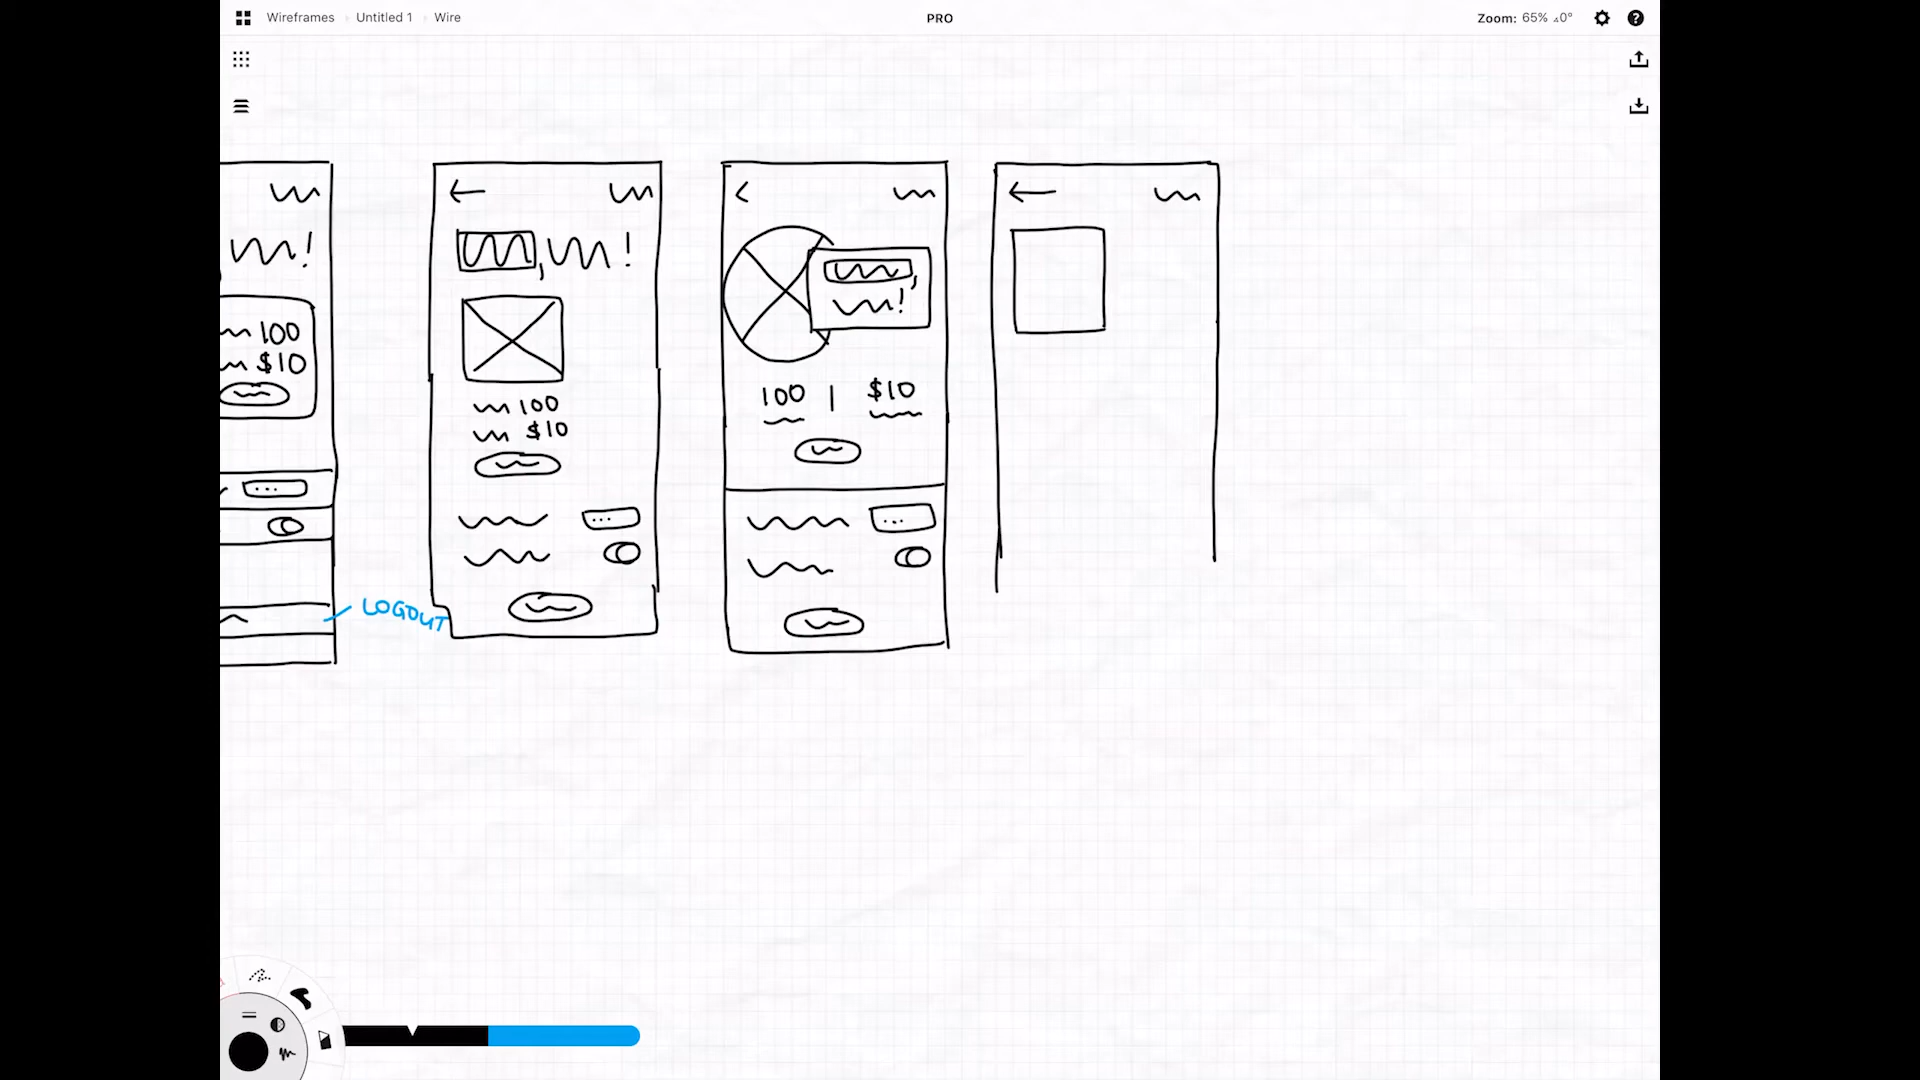 Wireframes Untitled 1 Wire
PRO
Zoom: 65% ⊿0°
!
100
$10
LOGOUT
!
100
$10
!
100 | $10